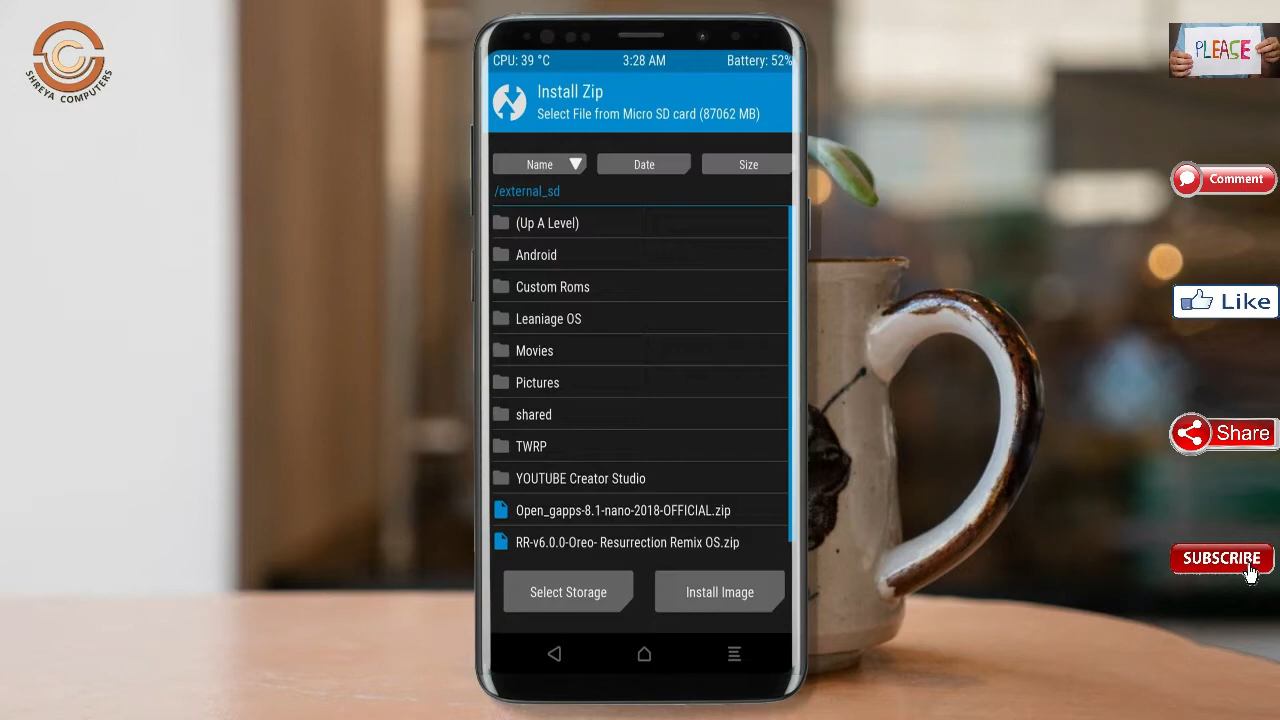 SHREYA COMPUTERS
CPU: 39 °C 3:28 AM Battery: 52%
Install Zip
Select File from Micro SD card (87062 MB)
Name Date Size
/external_sd
(Up A Level)
Android
Custom Roms
Leaniage OS
Movies
Pictures
shared
TWRP
YOUTUBE Creator Studio
Open_gapps-8.1-nano-2018-OFFICIAL.zip
RR-v6.0.0-Oreo- Resurrection Remix OS.zip
Select Storage Install Image
PLEASE
Comment
Like
Share
SUBSCRIBE